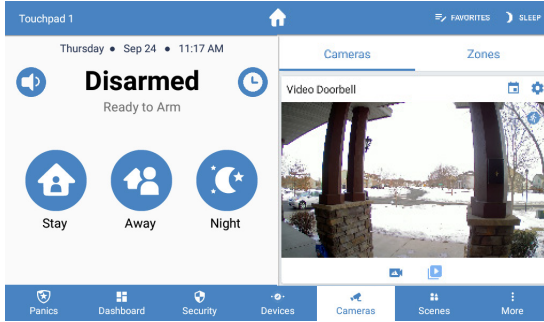 Touchpad 1
FAVORITES
SLEEP
Thursday ● Sep 24 ● 11:17 AM
Disarmed
Ready to Arm
Stay
Away
Night
Cameras
Zones
Video Doorbell
Panics
Dashboard
Security
Devices
Cameras
Scenes
More